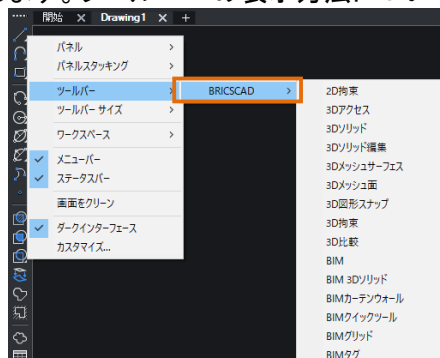 開始 × Drawing1 × +
パネル >
パネルスタッキング >
ツールバー >
ツールバー サイズ >
ワークスペース >
✓ メニューバー
✓ ステータスバー
画面をクリーン
✓ ダークインターフェース
カスタマイズ...
BRICSCAD >
2D拘束
3Dアクセス
3Dソリッド
3Dソリッド編集
3Dメッシュサーフェス
3Dメッシュ面
3D図形スナップ
3D拘束
3D比較
BIM
BIM 3Dソリッド
BIMカーテンウォール
BIMクイックツール
BIMグリッド
BIMタグ